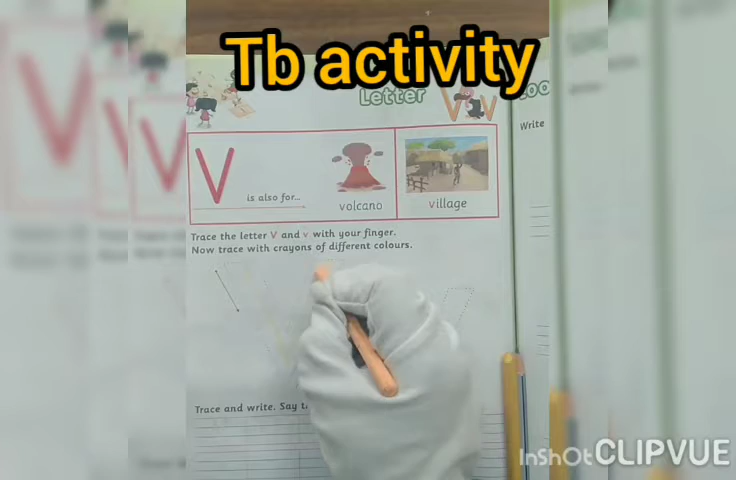 Tb activity
Letter
V v
Write
V
is also for...
volcano
village
Trace the letter V and v with your finger.
Now trace with crayons of different colours.
Trace and write. Say
InShOt CLIPVUE